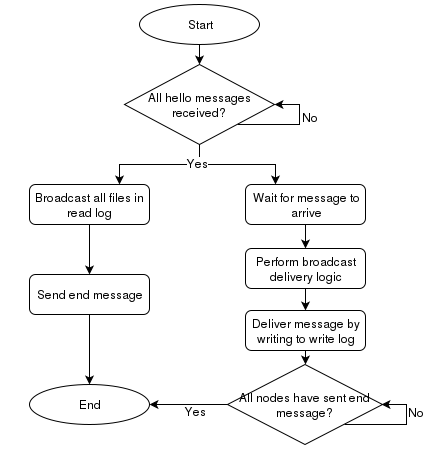 Start
All hello messages
received?
No
Yes
Broadcast all files in
read log
Wait for message to
arrive
Perform broadcast
delivery logic
Send end message
Deliver message by
writing to write log
All nodes have sent end
message?
No
Yes
End